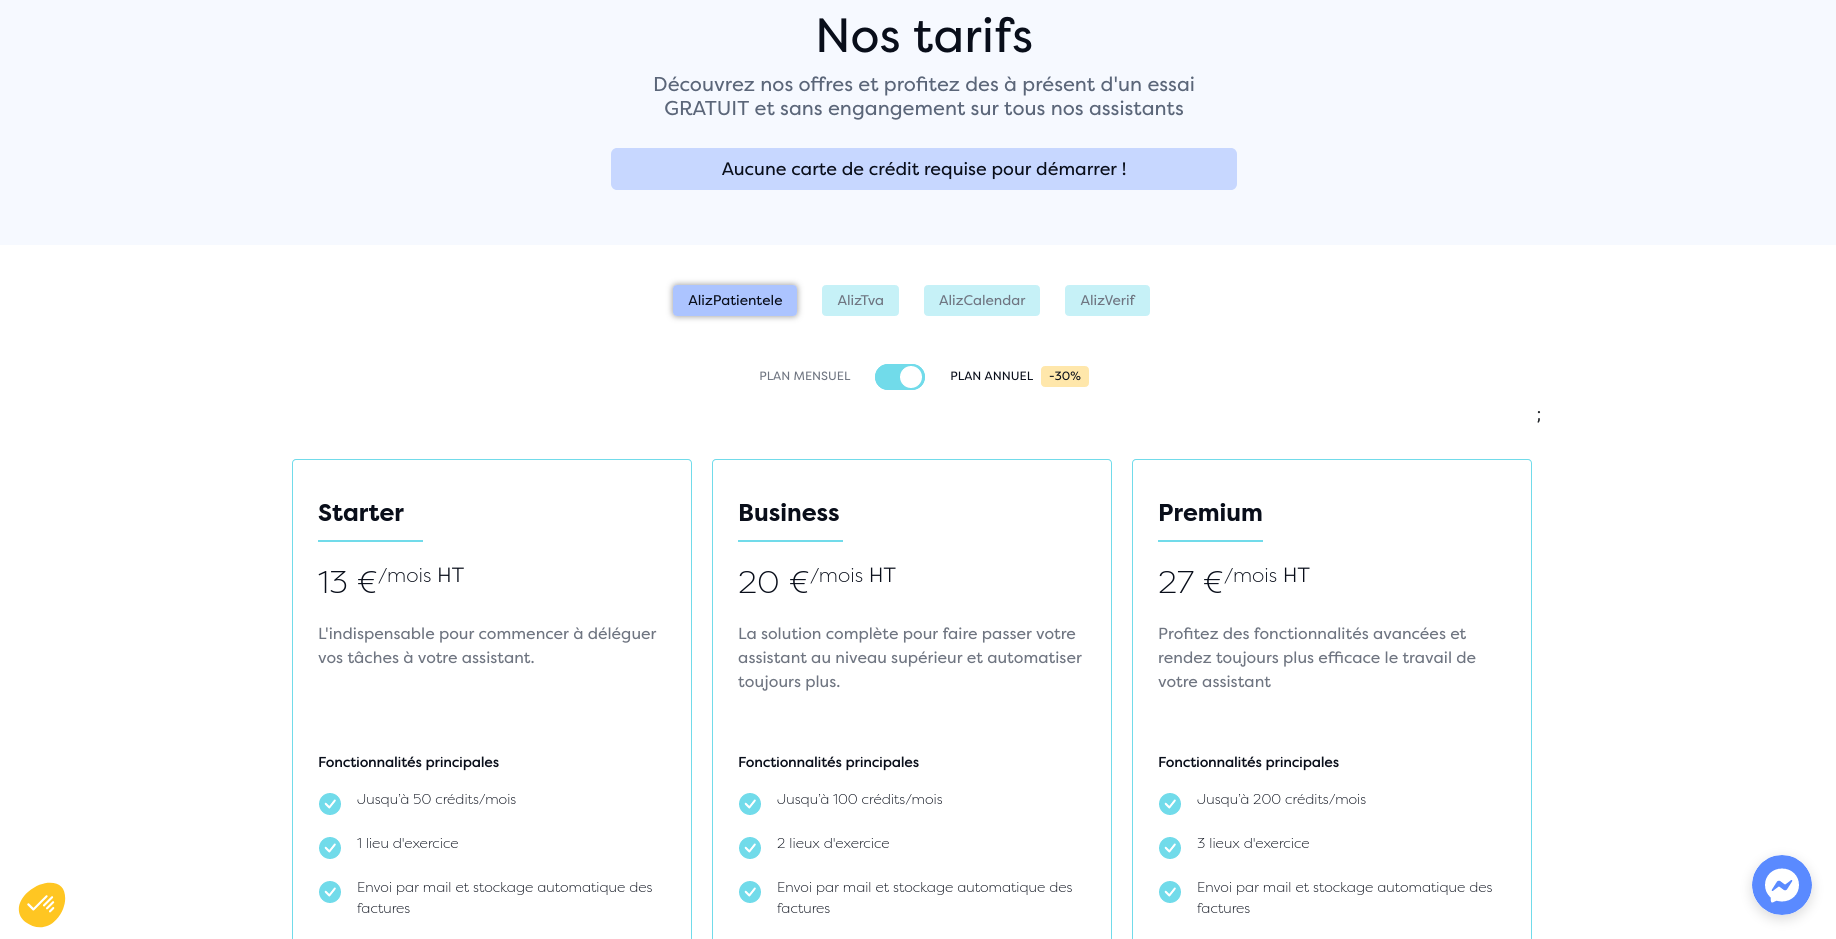 Nos tarifs
Découvrez nos offres et profitez des à présent d'un essai
GRATUIT et sans engangement sur tous nos assistants
Aucune carte de crédit requise pour démarrer !
AlizPatientele
AlizTva
AlizCalendar
AlizVerif
PLAN MENSUEL
PLAN ANNUEL
-30%
;
Starter
13 €/mois HT
L'indispensable pour commencer à déléguer
vos tâches à votre assistant.
Fonctionnalités principales
Jusqu'à 50 crédits/mois
1 lieu d'exercice
Envoi par mail et stockage automatique des
factures
Business
20 €/mois HT
La solution complète pour faire passer votre
assistant au niveau supérieur et automatiser
toujours plus.
Fonctionnalités principales
Jusqu'à 100 crédits/mois
2 lieux d'exercice
Envoi par mail et stockage automatique des
factures
Premium
27 €/mois HT
Profitez des fonctionnalités avancées et
rendez toujours plus efficace le travail de
votre assistant
Fonctionnalités principales
Jusqu'à 200 crédits/mois
3 lieux d'exercice
Envoi par mail et stockage automatique des
factures